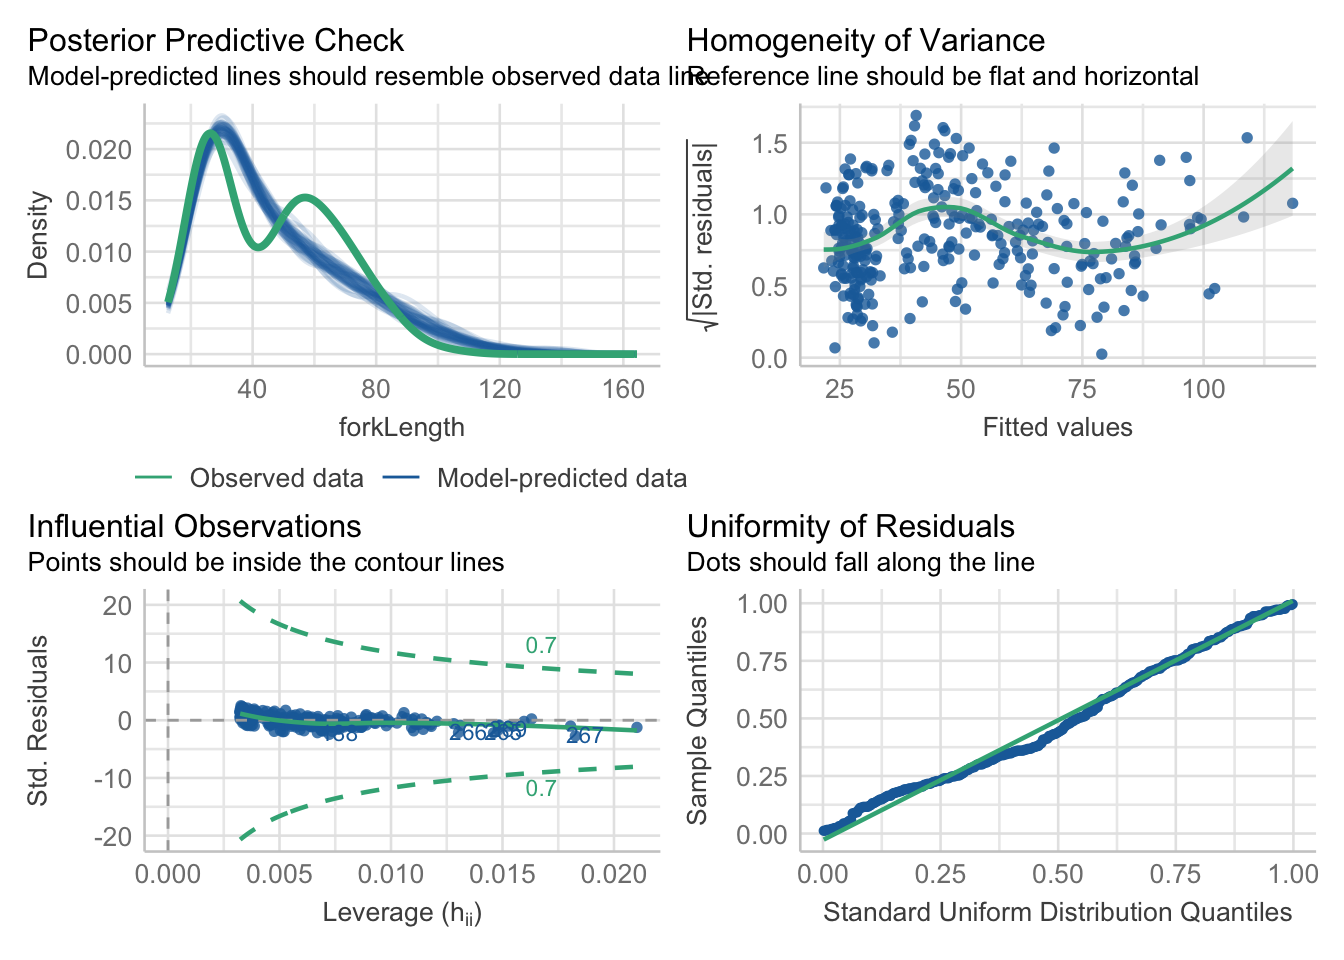 Posterior Predictive Check
Model-predicted lines should resemble observed data line
Density
0.020
0.015
0.010
0.005
0.000
40 80 120 160
forkLength
Observed data Model-predicted data
Homogeneity of Variance
Reference line should be flat and horizontal
√|Std. residuals|
1.5
1.0
0.5
0.0
25 50 75 100
Fitted values
Influential Observations
Points should be inside the contour lines
Std. Residuals
20
10
0
-10
-20
0.7
0.7
266
267
0.000 0.005 0.010 0.015 0.020
Leverage (hii)
Uniformity of Residuals
Dots should fall along the line
Sample Quantiles
1.00
0.75
0.50
0.25
0.00
0.00 0.25 0.50 0.75 1.00
Standard Uniform Distribution Quantiles